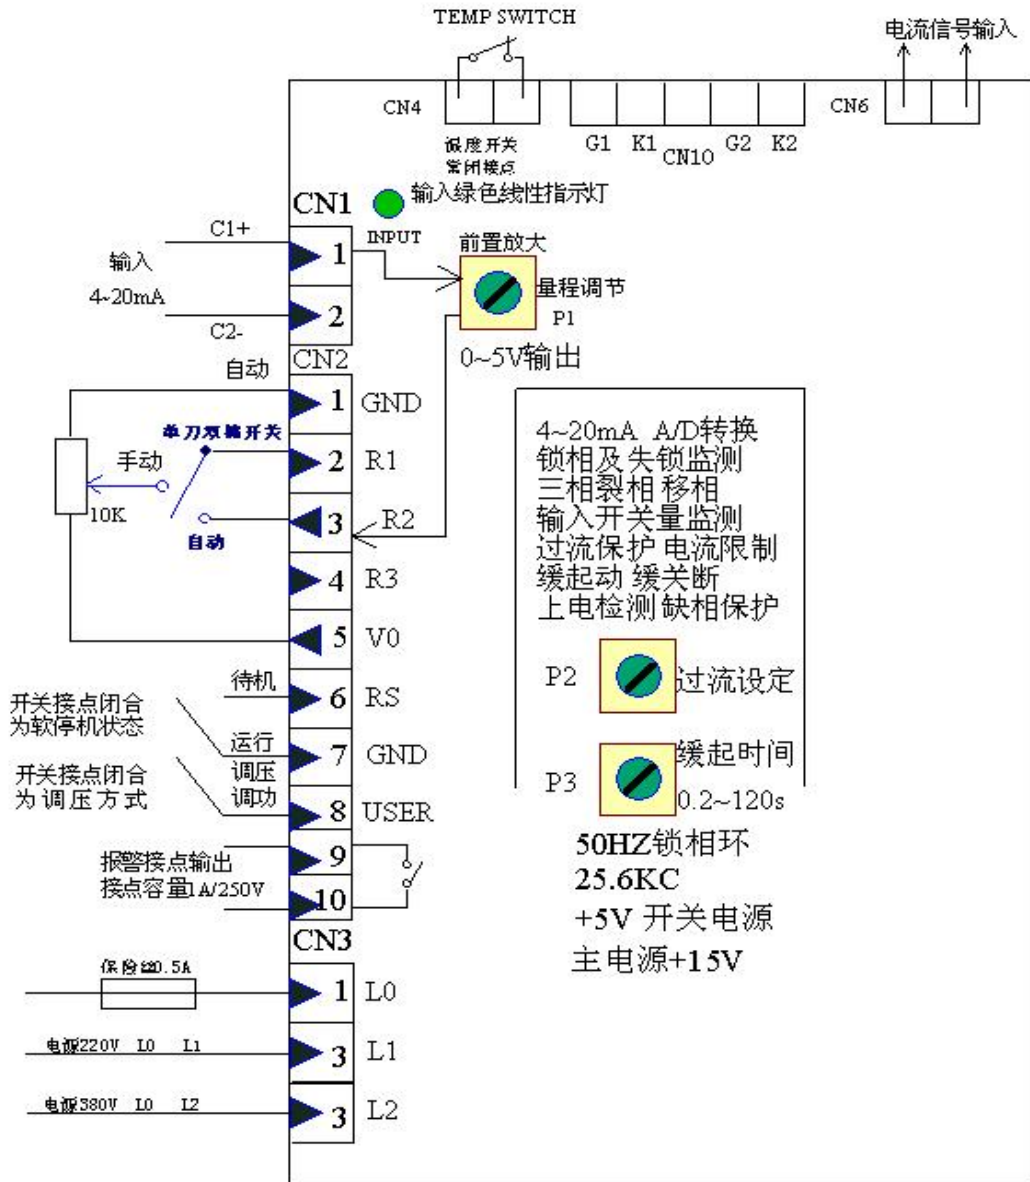 TEMP SWITCH
电流信号输入
CN4
CN6
温度开关
常闭接点
G1
K1
CN10
G2
K2
CN1
输入绿色线性指示灯
INPUT
C1+
输入
4~20mA
C2-
1
2
前置放大
量程调节
P1
0~5V输出
CN2
自动
1
GND
单刀双掷开关
手动
2
R1
10K
自动
3
R2
4
R3
5
V0
待机
6
RS
开关接点闭合
为软停机状态
运行
7
GND
调压
调功
开关接点闭合
为调压方式
8
USER
报警接点输出
接点容量1A/250V
9
10
4~20mA A/D转换
锁相及失锁监测
三相裂相 移相
输入开关量监测
过流保护 电流限制
缓起动 缓关断
上电检测 缺相保护
P2
过流设定
P3
缓起时间
0.2~120s
50HZ锁相环
25.6KC
+5V 开关电源
主电源+15V
CN3
保险丝0.5A
1
L0
电源220V L0 L1
3
L1
电源380V L0 L2
3
L2